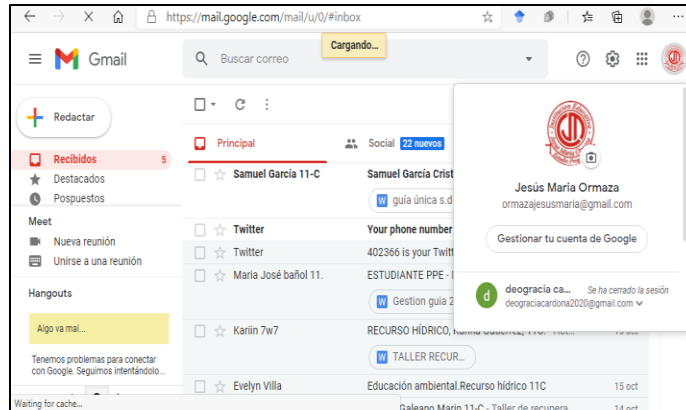 https://mail.google.com/mail/u/0/#inbox
Gmail
Buscar correo
Cargando...
Redactar
Recibidos 5
Destacados
Pospuestos
Meet
Nueva reunión
Unirse a una reunión
Hangouts
Algo va mal...
Tenemos problemas para conectar
con Google. Seguimos intentándolo...
Waiting for cache...
Principal
Social 22 nuevos
Samuel García 11-C Samuel García Crist
guía única s.d
Twitter Your phone number
Twitter 402366 is your Twitt
Maria José bañol 11. ESTUDIANTE PPE -
Gestion guia 2
Kariin 7w7 RECURSO HÍDRICO,
TALLER RECUR...
Evelyn Villa Educación ambiental.Recurso hídrico 11C 15 oct
Galeano Marin 11-C - Taller de recupera 14 oct
Jesús María Ormaza
ormazajesusmaria@gmail.com
Gestionar tu cuenta de Google
d
deogracia ca... Se ha cerrado la sesión
deograciacardona2020@gmail.com